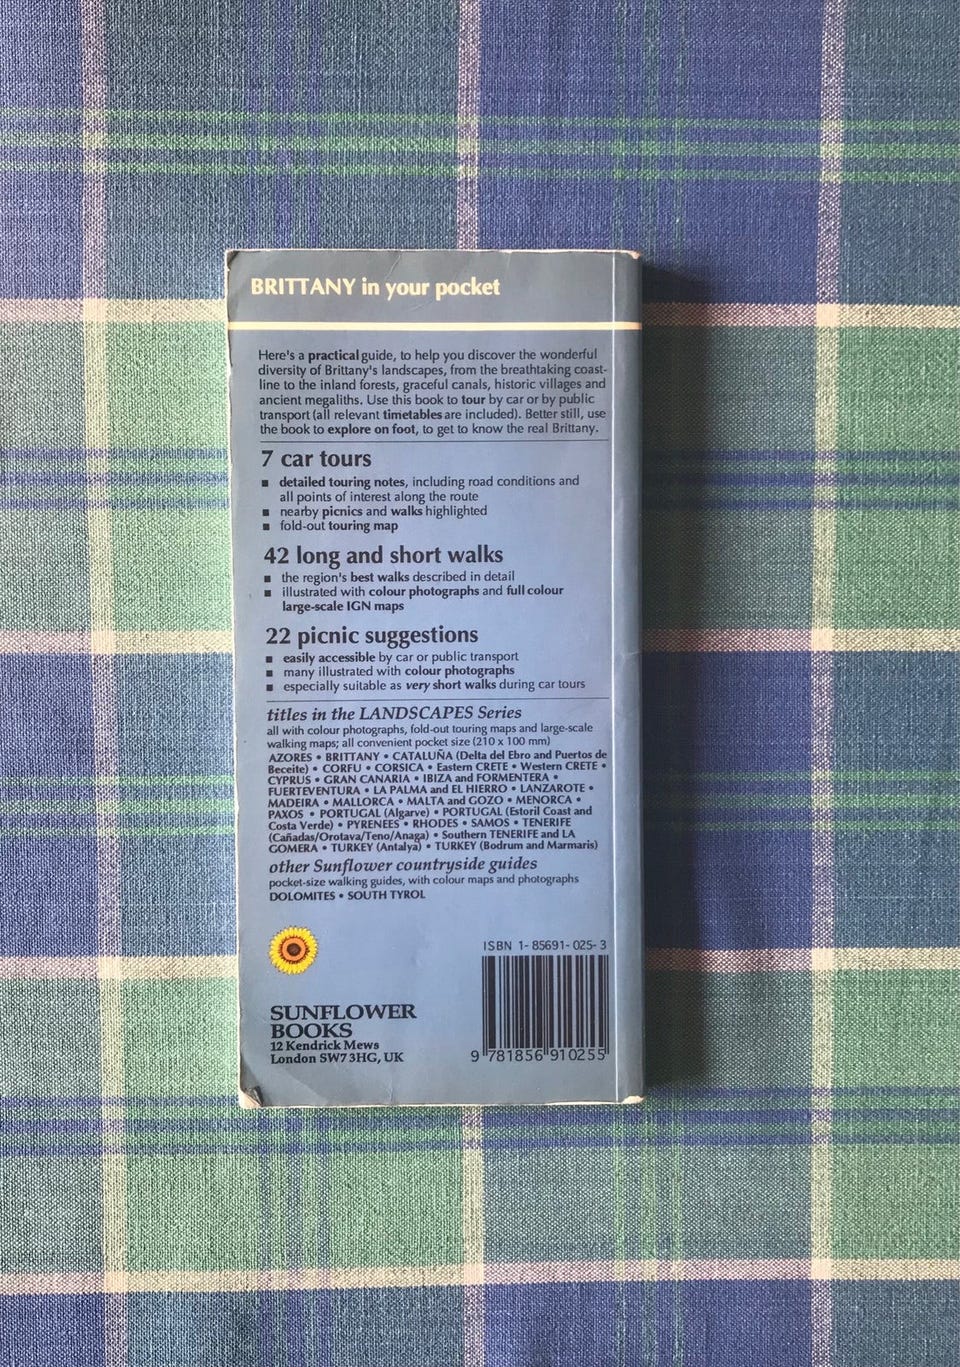 BRITTANY in your pocket
Here's a practical guide, to help you discover the wonderful
diversity of Brittany's landscapes, from the breathtaking coast-
line to the inland forests, graceful canals, historic villages and
ancient megaliths. Use this book to tour by car or by public
transport (all relevant timetables are included). Better still, use
the book to explore on foot, to get to know the real Brittany.
7 car tours
■ detailed touring notes, including road conditions and
all points of interest along the route
■ nearby picnics and walks highlighted
■ fold-out touring map
42 long and short walks
■ the region's best walks described in detail
■ illustrated with colour photographs and full colour
large-scale IGN maps
22 picnic suggestions
■ easily accessible by car or public transport
■ many illustrated with colour photographs
■ especially suitable as very short walks during car tours
titles in the LANDSCAPES Series
all with colour photographs, fold-out touring maps and large-scale
walking maps; all convenient pocket size (210 x 100 mm)
AZORES • BRITTANY • CATALUÑA (Delta del Ebro and Puertos de
Beceite) • CORFU • CORSICA • Eastern CRETE • Western CRETE •
CYPRUS • GRAN CANARIA • IBIZA and FORMENTERA •
FUERTEVENTURA • LA PALMA and EL HIERRO • LANZAROTE •
MADEIRA • MALLORCA • MALTA and GOZO • MENORCA •
PAXOS • PORTUGAL (Algarve) • PORTUGAL (Estoril Coast and
Costa Verde) • PYRENEES • RHODES • SAMOS • TENERIFE
(Cañadas/Orotava/Teno/Anaga) • Southern TENERIFE and LA
GOMERA • TURKEY (Antalya) • TURKEY (Bodrum and Marmaris)
other Sunflower countryside guides
pocket-size walking guides, with colour maps and photographs
DOLOMITES • SOUTH TYROL
SUNFLOWER
BOOKS
12 Kendrick Mews
London SW7 3HG, UK
ISBN 1-85691-025-3
9 781856 910255